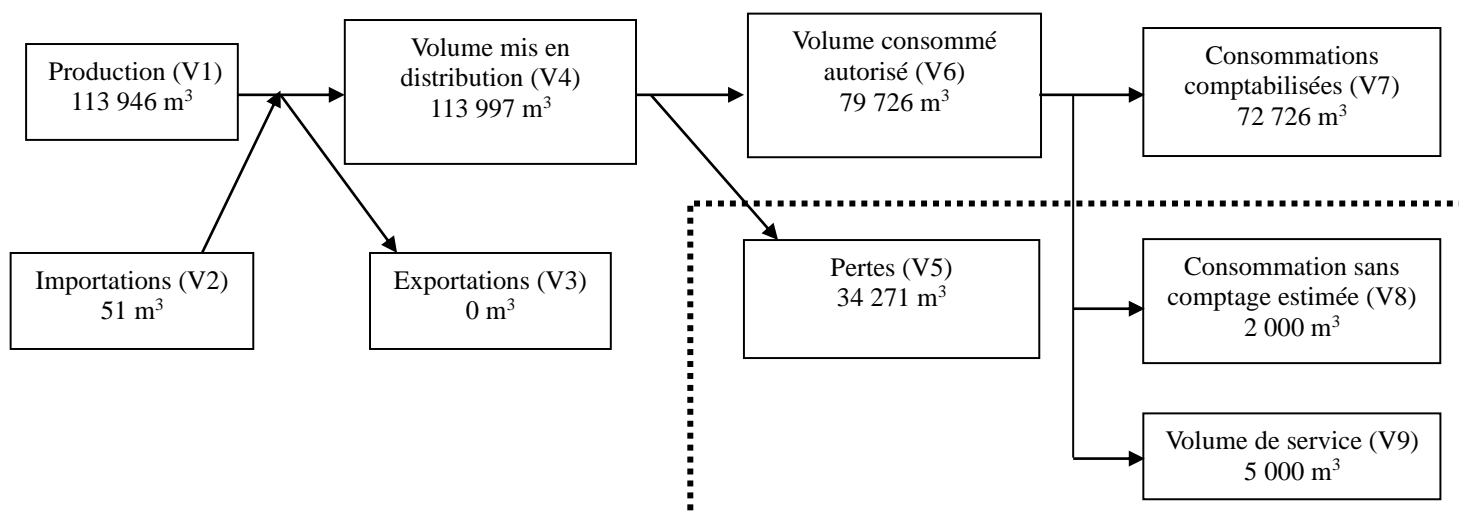 Production (V1)
113 946 m³
Volume mis en
distribution (V4)
113 997 m³
Volume consommé
autorisé (V6)
79 726 m³
Consommations
comptabilisées (V7)
72 726 m³
Importations (V2)
51 m³
Exportations (V3)
0 m³
Pertes (V5)
34 271 m³
Consommation sans
comptage estimée (V8)
2 000 m³
Volume de service (V9)
5 000 m³